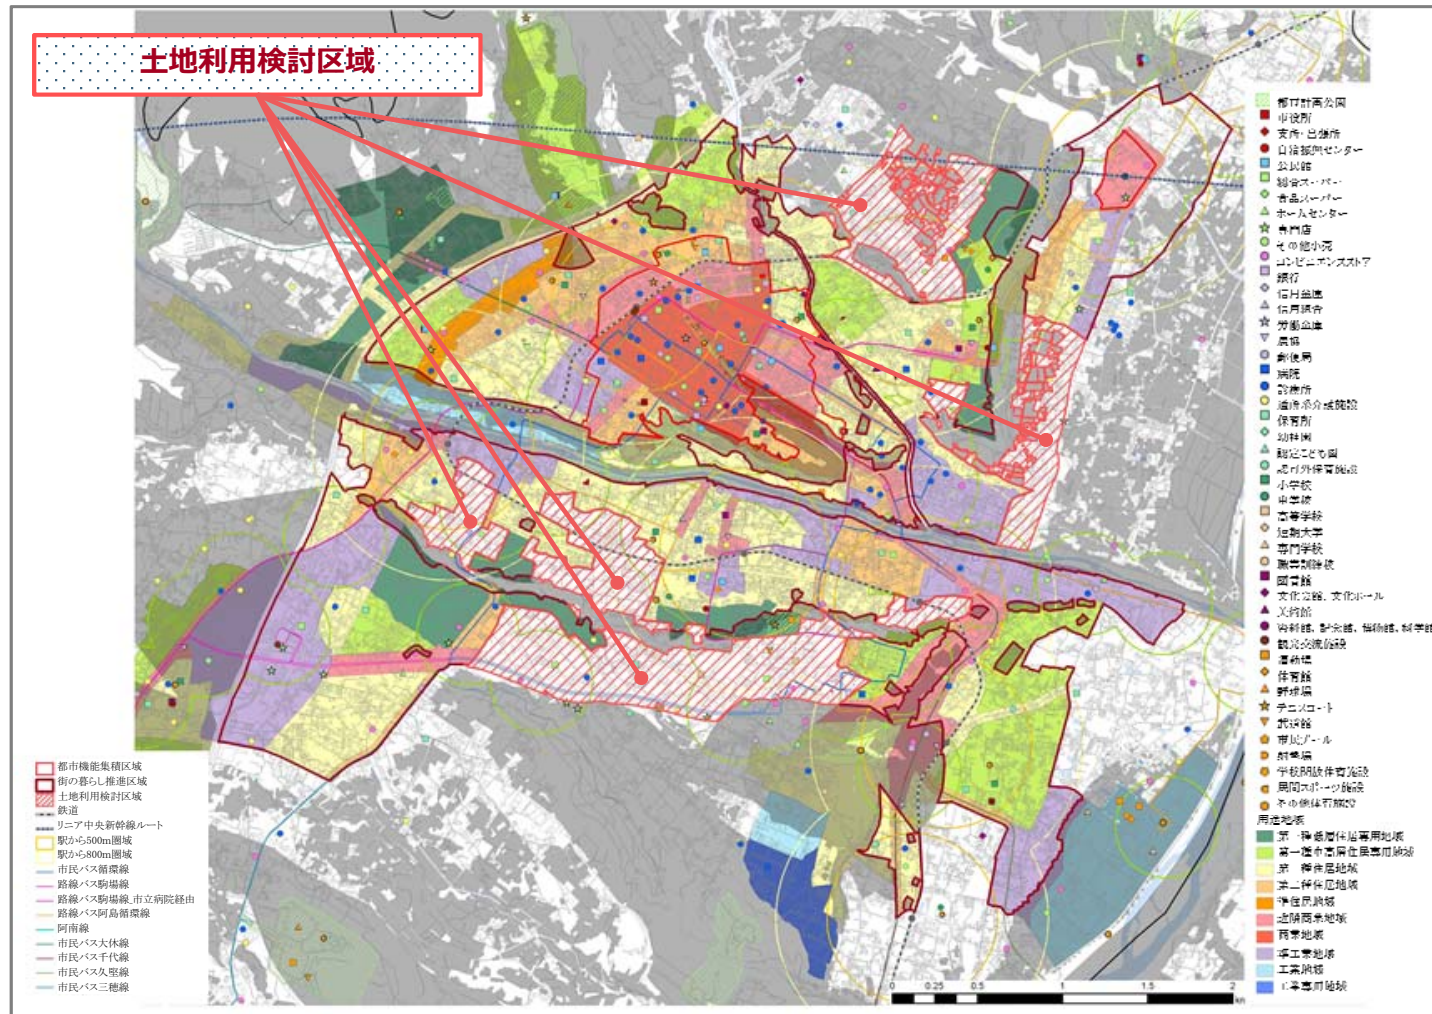 土地利用検討区域
都市計画公園
市役所
支所・出張所
自治振興センター
公民館
総合スーパー
食品スーパー
ホームセンター
専門店
その他小売
コンビニエンスストア
銀行
信用金庫
信用組合
労働金庫
農協
郵便局
病院
診療所
通所系介護施設
保育所
幼稚園
認定こども園
認可外保育施設
小学校
中学校
高等学校
短期大学
専門学校
職業訓練校
図書館
文化会館、文化ホール
美術館
資料館、記念館、博物館、科学館
観光交流施設
運動場
体育館
野球場
テニスコート
武道館
市民プール
射撃場
学校開放体育施設
民間スポーツ施設
その他体育施設
用途地域
第一種低層住居専用地域
第一種中高層住居専用地域
第一種住居地域
第二種住居地域
準住居地域
近隣商業地域
商業地域
準工業地域
工業地域
工業専用地域
都市機能集積区域
街の暮らし推進区域
土地利用検討区域
鉄道
リニア中央新幹線ルート
駅から500m圏域
駅から800m圏域
市民バス循環線
路線バス駒場線
路線バス駒場線_市立病院経由
路線バス阿島循環線
阿南線
市民バス大休線
市民バス千代線
市民バス久堅線
市民バス三穂線
0 0.25 0.5 1 1.5 2
km